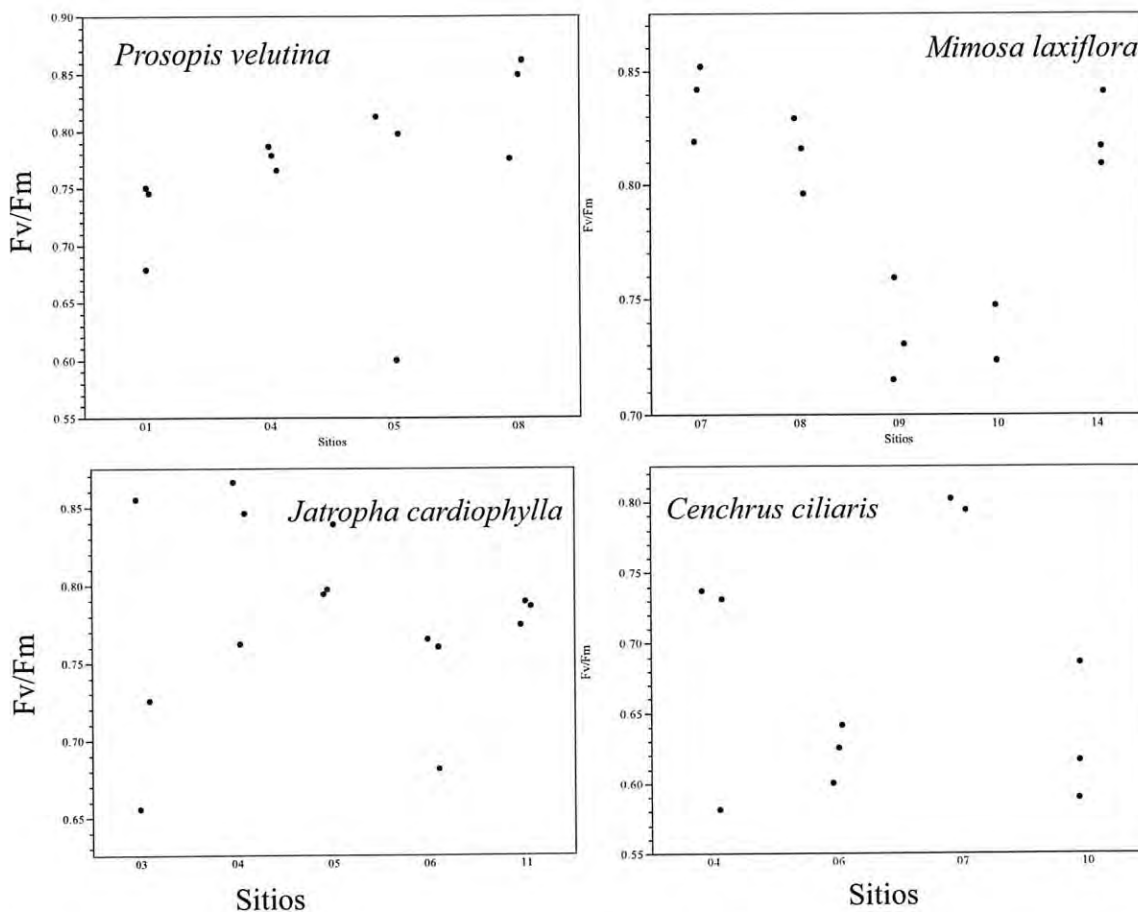 Prosopis velutina
0.90
0.85
0.80
0.75
0.70
0.65
0.60
0.55
Fv/Fm
01 04 05 08
Sitios
Mimosa laxiflora
0.85
0.80
0.75
0.70
Fv/Fm
07 08 09 10 14
Sitios
Jatropha cardiophylla
0.85
0.80
0.75
0.70
0.65
Fv/Fm
03 04 05 06 11
Sitios
Cenchrus ciliaris
0.80
0.75
0.70
0.65
0.60
0.55
Fv/Fm
04 06 07 10
Sitios